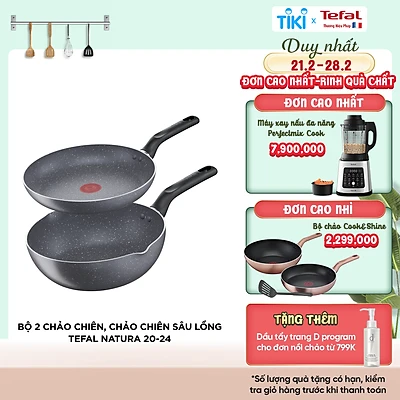 TIKI x Tefal
Thương Hiệu Pháp
Duy nhất
21.2-28.2
ĐƠN CAO NHẤT-RINH QUÀ CHẤT
ĐƠN CAO NHẤT
Máy xay nấu đa năng
Perfectmix Cook
7,900,000
ĐƠN CAO NHÌ
Bộ chảo Cook&Shine
2,299,000
BỘ 2 CHẢO CHIÊN, CHẢO CHIÊN SÂU LÒNG
TEFAL NATURA 20-24
TẶNG THÊM
Dầu tẩy trang D program
cho đơn nồi chảo từ 799K
*Số lượng quà tặng có hạn, kiểm
tra giỏ hàng trước khi thanh toán